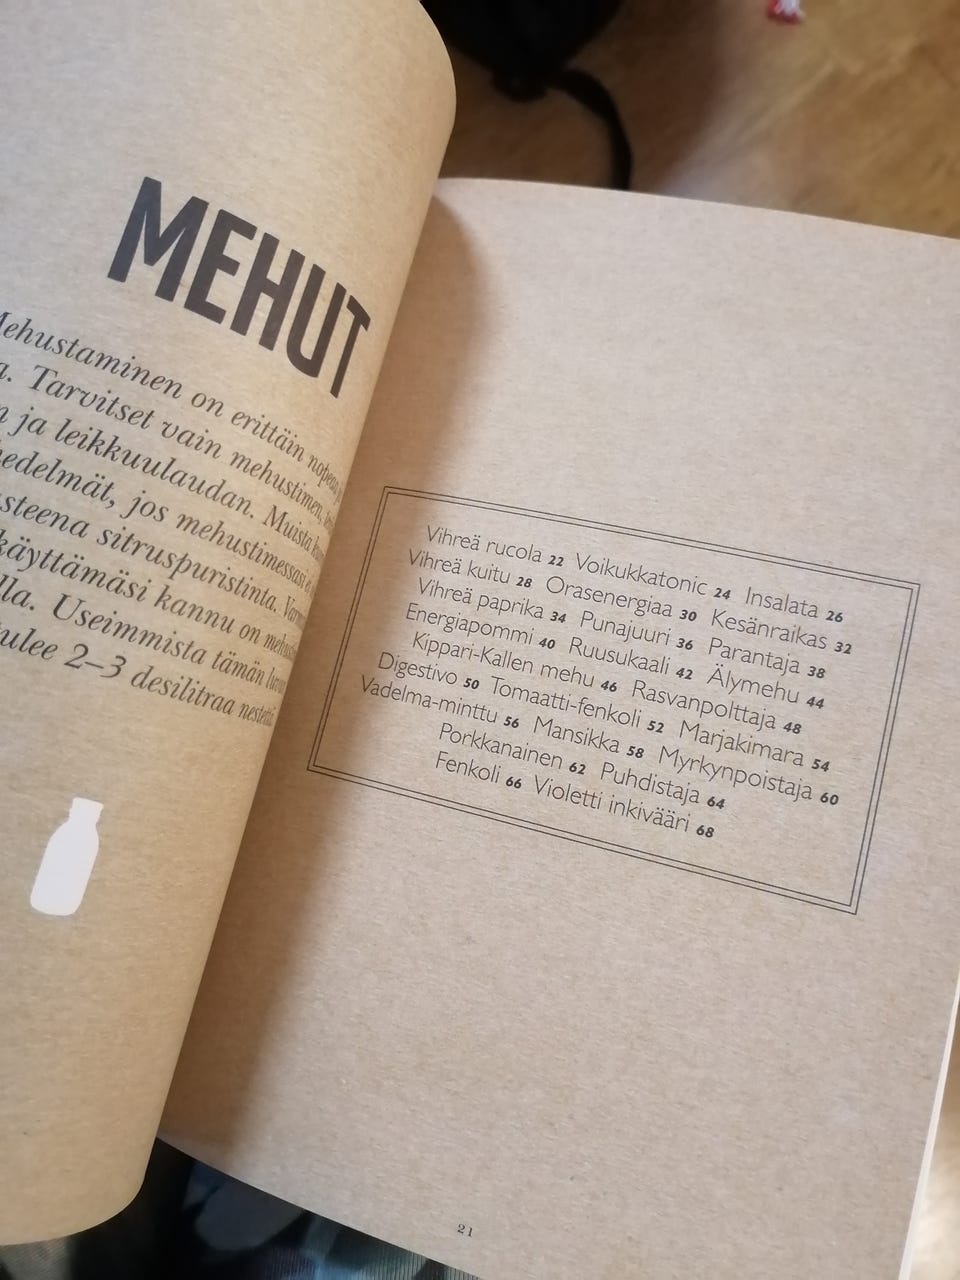 MEHUT
Mehustaminen on erittäin nopeaa
Tarvitset vain mehustimen,
ja leikkuulaudan. Muista
jos mehustimessasi
sitruspuristinta.
kannu on
Useimmista tämän
tulee 2–3 desilitraa nestettä
Vihreä rucola 22 Voikukkatonic 24 Insalata 26
Vihreä kuitu 28 Orasenergiaa 30 Kesänraikas 32
Vihreä paprika 34 Punajuuri 36 Parantaja 38
Energiapommi 40 Ruusukaali 42 Älymehu 44
Kippari-Kallen mehu 46 Rasvanpolttaja 48
Digestivo 50 Tomaatti-fenkoli 52 Marjakimara 54
Vadelma-minttu 56 Mansikka 58 Myrkynpoistaja 60
Porkkanainen 62 Puhdistaja 64
Fenkoli 66 Violetti inkivääri 68
21